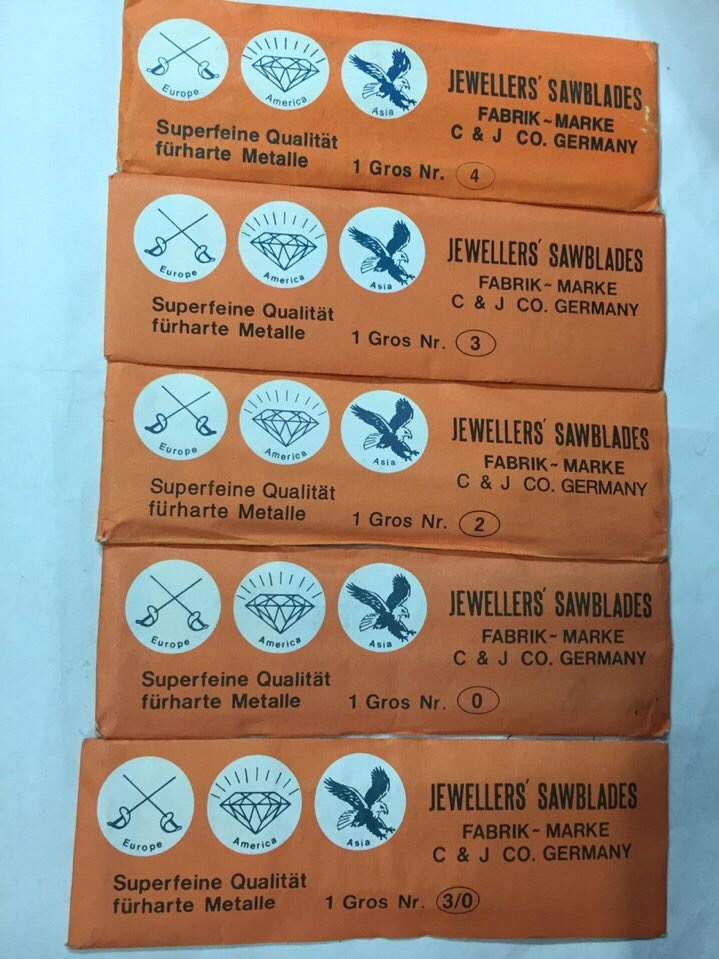 Europe America Asia
JEWELLERS' SAWBLADES
FABRIK~MARKE
C & J CO. GERMANY
Superfeine Qualität
fürharte Metalle
1 Gros Nr. 4
Europe America Asia
JEWELLERS' SAWBLADES
FABRIK~MARKE
C & J CO. GERMANY
Superfeine Qualität
fürharte Metalle
1 Gros Nr. 3
Europe America Asia
JEWELLERS' SAWBLADES
FABRIK~MARKE
C & J CO. GERMANY
Superfeine Qualität
fürharte Metalle
1 Gros Nr. 2
Europe America Asia
JEWELLERS' SAWBLADES
FABRIK~MARKE
C & J CO. GERMANY
Superfeine Qualität
fürharte Metalle
1 Gros Nr. 0
Europe America Asia
JEWELLERS' SAWBLADES
FABRIK~MARKE
C & J CO. GERMANY
Superfeine Qualität
fürharte Metalle
1 Gros Nr. 3/0